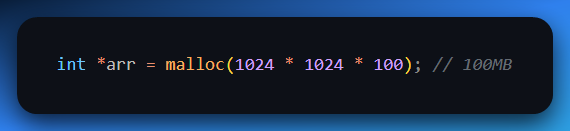 int *arr = malloc(1024 * 1024 * 100); // 100MB